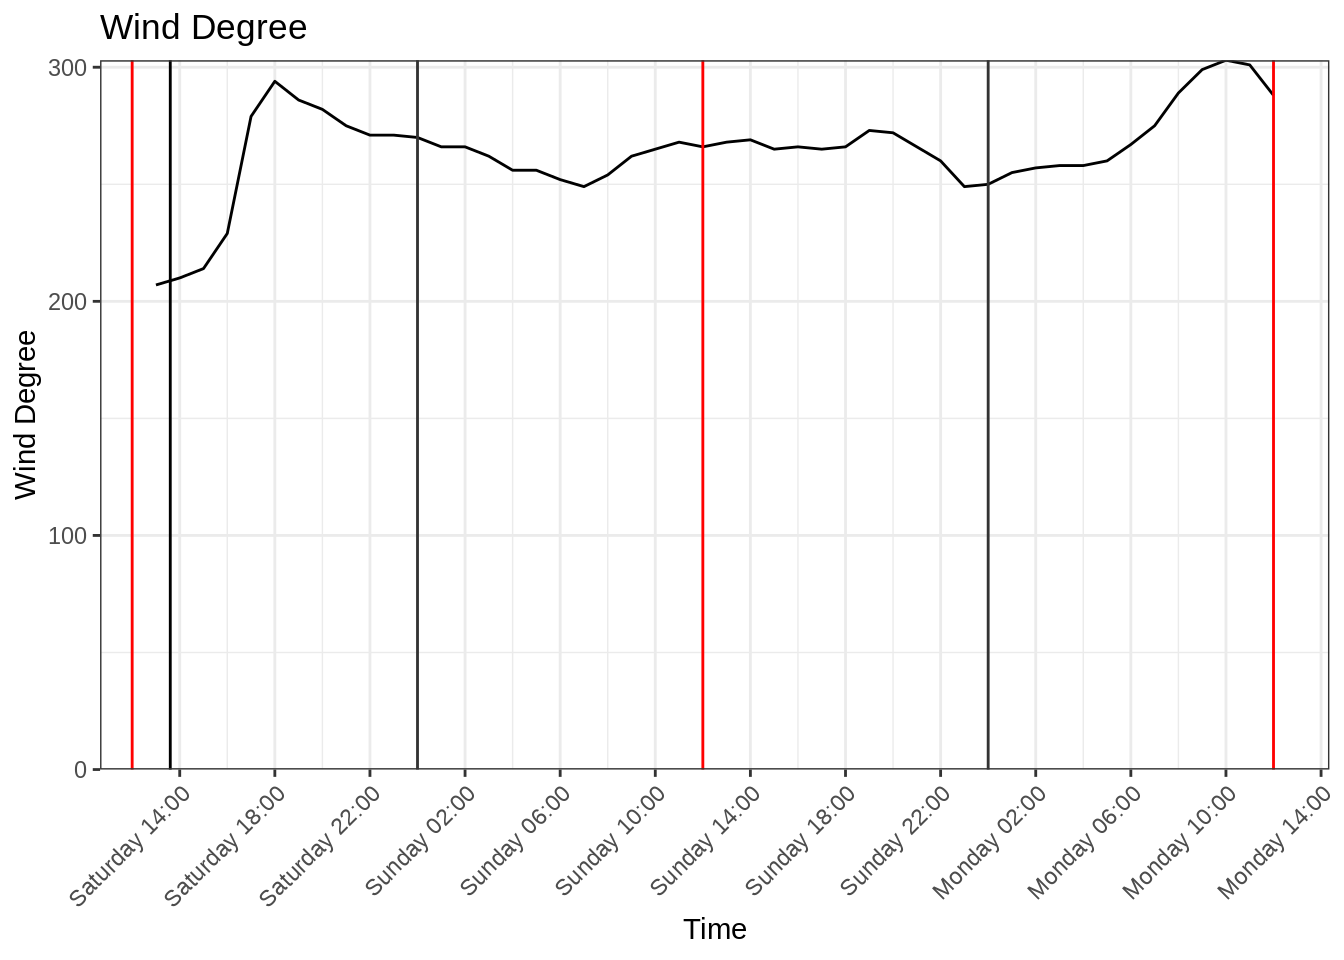 Wind Degree
300
200
100
0
Wind Degree
Saturday 14:00
Saturday 18:00
Saturday 22:00
Sunday 02:00
Sunday 06:00
Sunday 10:00
Sunday 14:00
Sunday 18:00
Sunday 22:00
Monday 02:00
Monday 06:00
Monday 10:00
Monday 14:00
Time